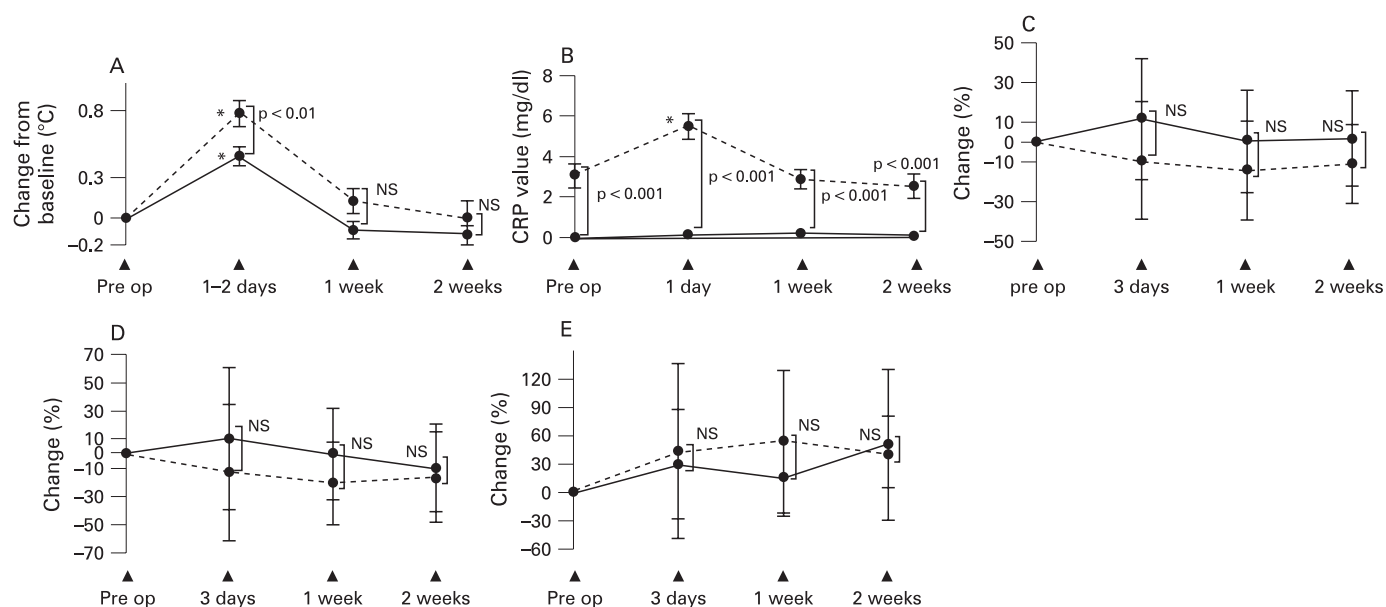 A
Change from
baseline (°C)
0.8
0.3
0
–0.2
*
*
p < 0.01
NS
NS
Pre op
1–2 days
1 week
2 weeks
B
CRP value (mg/dl)
8
6
4
2
0
*
p < 0.001
p < 0.001
p < 0.001
p < 0.001
Pre op
1 day
1 week
2 weeks
C
Change (%)
50
30
10
0
–10
–30
–50
NS
NS
NS
pre op
3 days
1 week
2 weeks
D
Change (%)
70
50
30
10
0
–10
–30
–50
–70
NS
NS
NS
Pre op
3 days
1 week
2 weeks
E
Change (%)
120
90
60
30
0
–30
–60
NS
NS
NS
Pre op
3 days
1 week
2 weeks